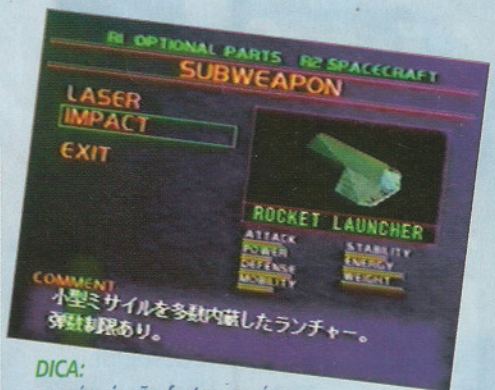 R1 OPTIONAL PARTS R2 SPACECRAFT
SUBWEAPON
LASER
IMPACT
EXIT
ROCKET LAUNCHER
ATTACK STABILITY
POWER ENERGY
DEFENSE WEIGHT
MOBILITY
COMMENT
小型ミサイルを多数内蔵したランチャー。
弾数制限あり。
DICA: